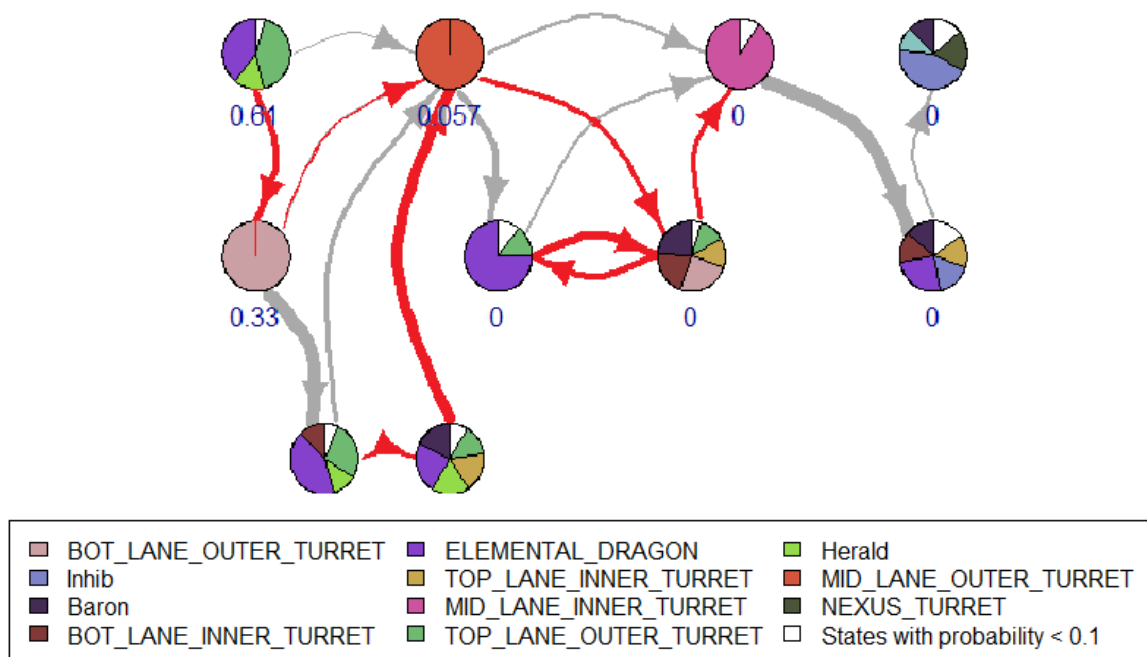 0.61
0.057
0
0
0.33
0
0
0
BOT_LANE_OUTER_TURRET
ELEMENTAL_DRAGON
Herald
Inhib
TOP_LANE_INNER_TURRET
MID_LANE_OUTER_TURRET
Baron
MID_LANE_INNER_TURRET
NEXUS_TURRET
BOT_LANE_INNER_TURRET
TOP_LANE_OUTER_TURRET
States with probability < 0.1